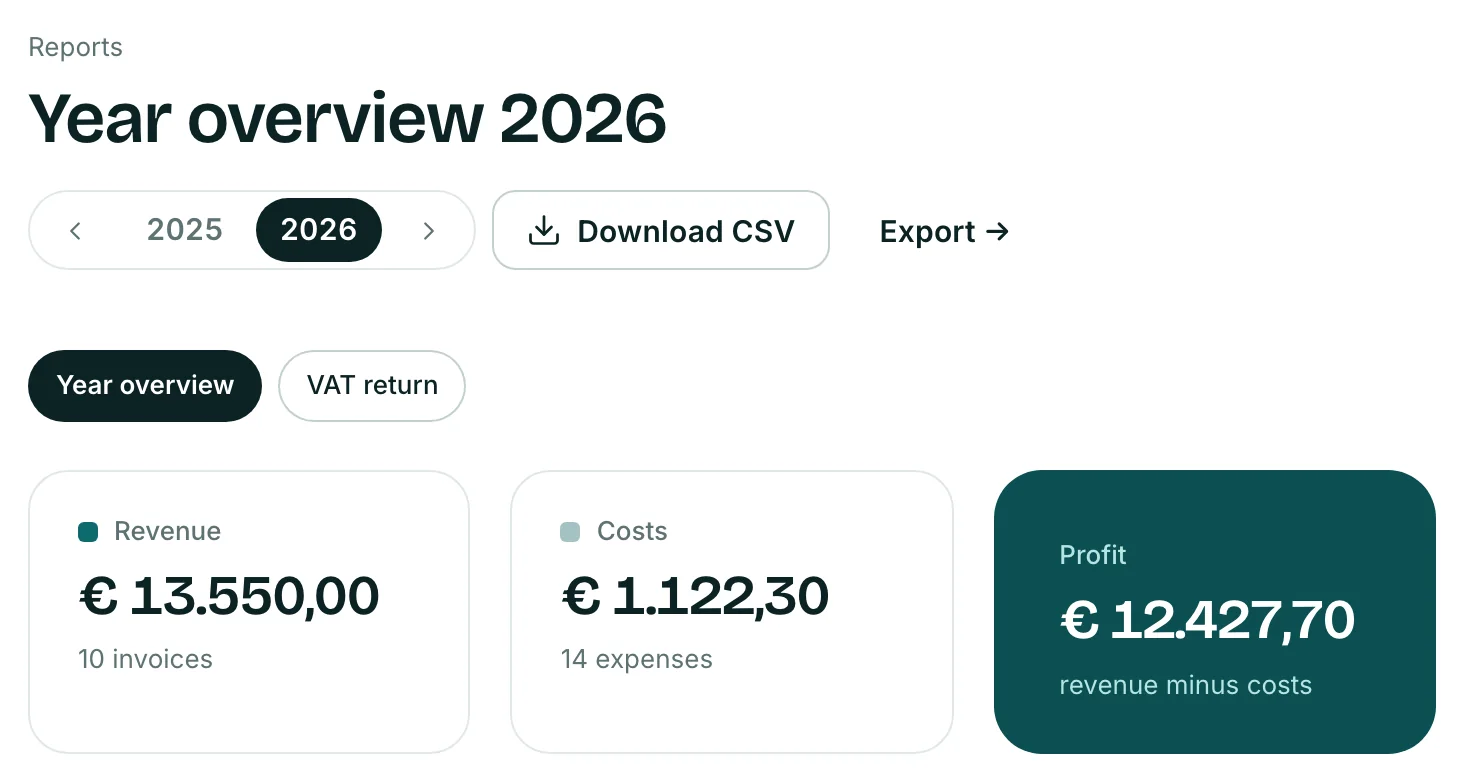 Reports
Year overview 2026
2025 2026
Download CSV
Export →
Year overview
VAT return
Revenue
€ 13.550,00
10 invoices
Costs
€ 1.122,30
14 expenses
Profit
€ 12.427,70
revenue minus costs